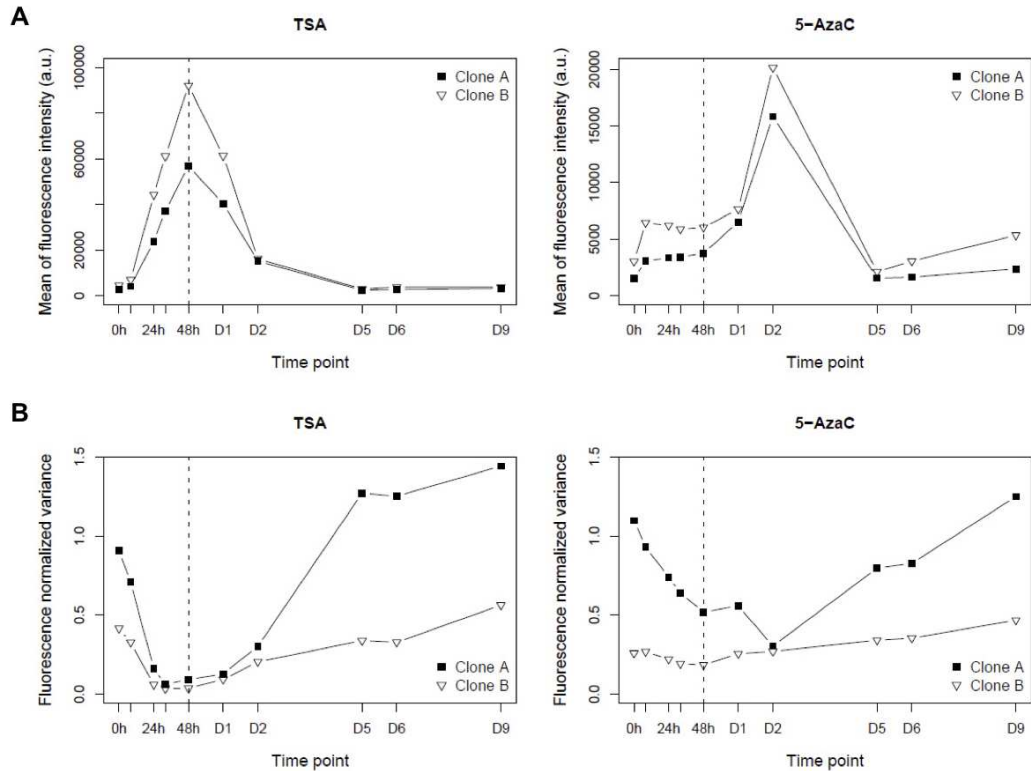 A
TSA
Mean of fluorescence intensity (a.u.)
100000
60000
20000
0
Clone A
Clone B
0h 24h 48h D1 D2 D5 D6 D9
Time point
5−AzaC
Mean of fluorescence intensity (a.u.)
20000
15000
10000
5000
0
Clone A
Clone B
0h 24h 48h D1 D2 D5 D6 D9
Time point
B
TSA
Fluorescence normalized variance
1.5
1.0
0.5
0.0
Clone A
Clone B
0h 24h 48h D1 D2 D5 D6 D9
Time point
5−AzaC
Fluorescence normalized variance
1.5
1.0
0.5
0.0
Clone A
Clone B
0h 24h 48h D1 D2 D5 D6 D9
Time point